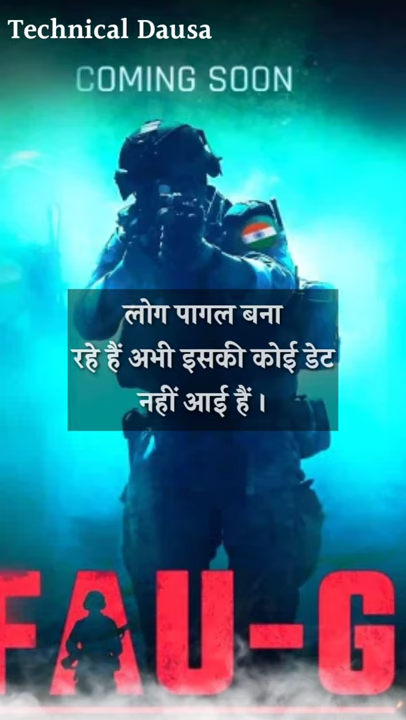 Technical Dausa
COMING SOON
लोग पागल बना
रहे हैं अभी इसकी कोई डेट
नहीं आई हैं।
FAU-G